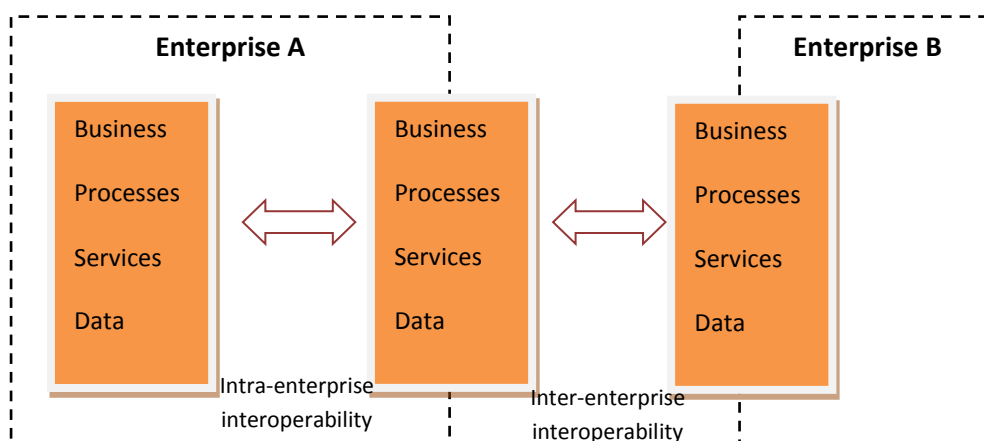 Enterprise A
Enterprise B
Business
Processes
Services
Data
Business
Processes
Services
Data
Business
Processes
Services
Data
Intra-enterprise
interoperability
Inter-enterprise
interoperability